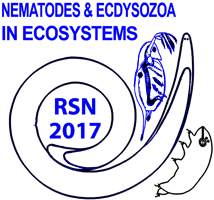 NEMATODES & ECDYSOZOA
IN ECOSYSTEMS
RSN
2017